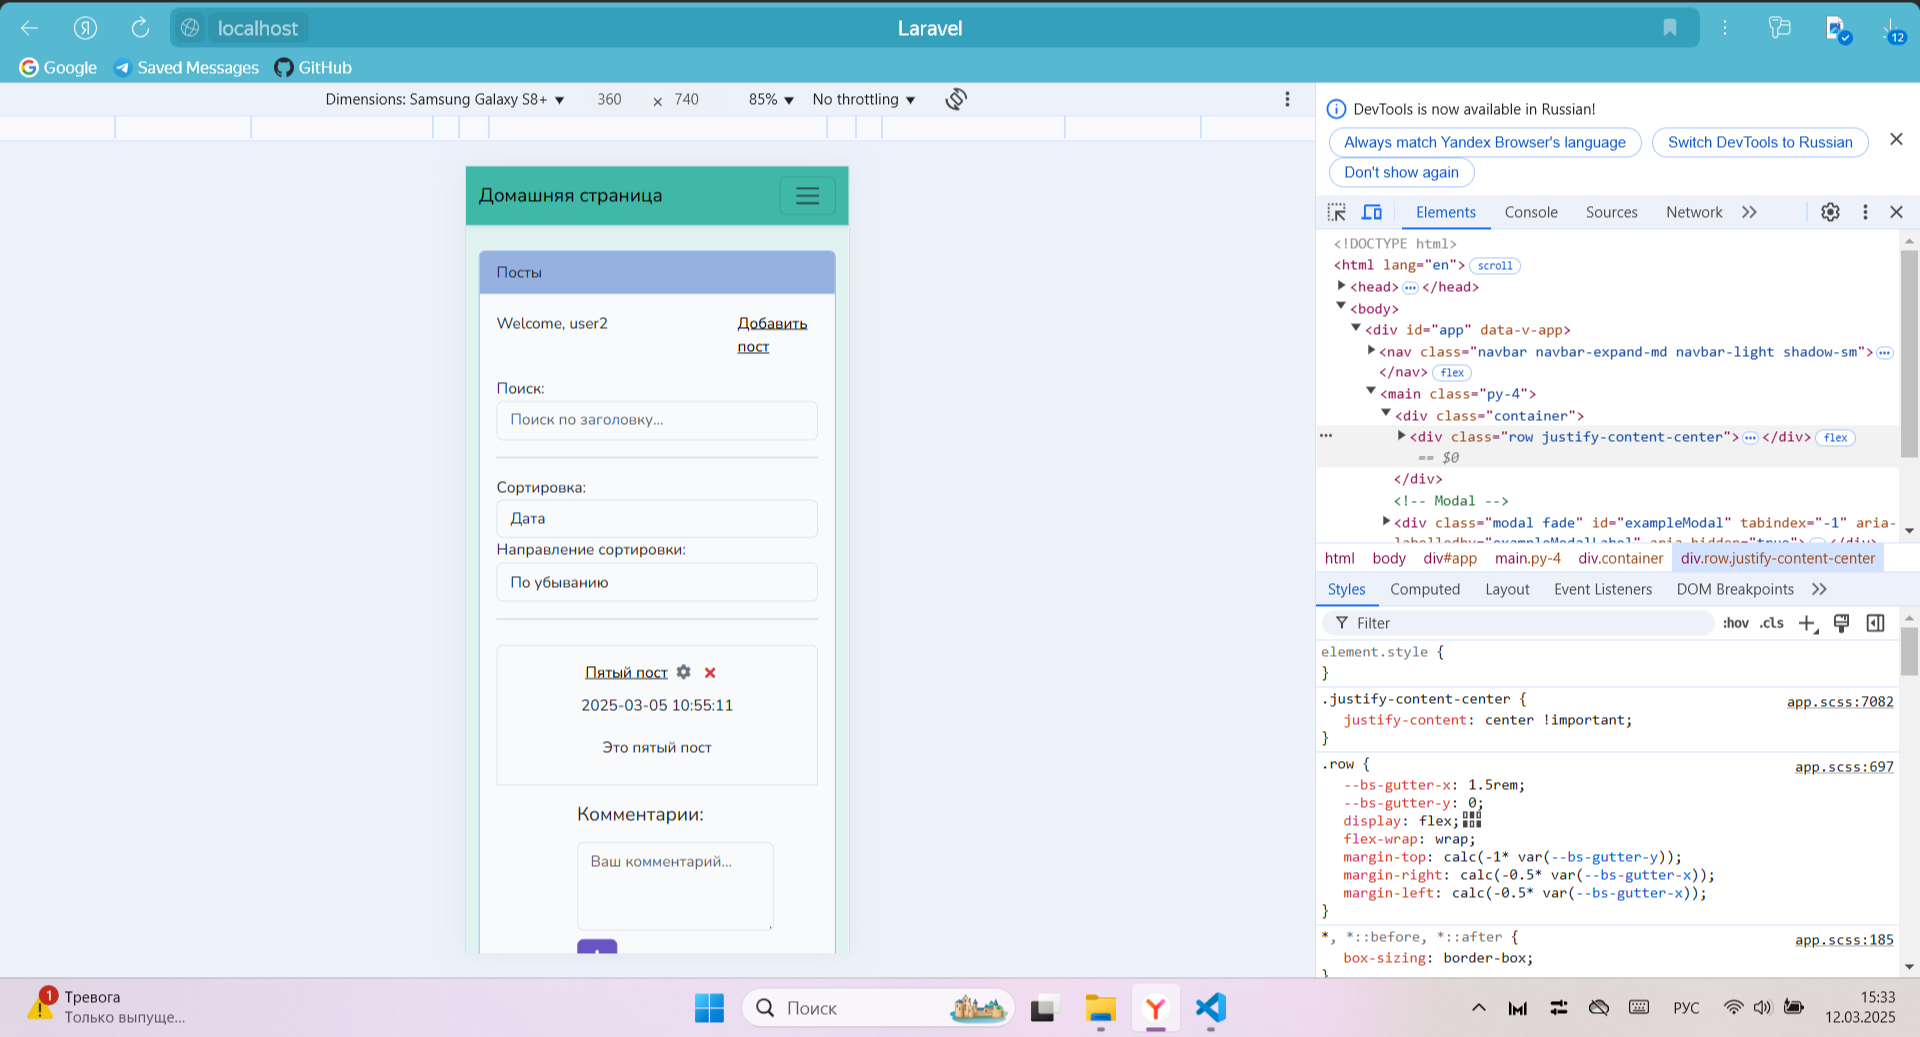 localhost
Laravel
12
Google
Saved Messages
GitHub
Dimensions: Samsung Galaxy S8+ ▼ 360 × 740 85% ▼ No throttling ▼
Домашняя страница
Посты
Welcome, user2
Добавить пост
Поиск:
Поиск по заголовку...
Сортировка:
Дата
Направление сортировки:
По убыванию
Пятый пост
2025-03-05 10:55:11
Это пятый пост
Комментарии:
Ваш комментарий...
DevTools is now available in Russian!
Always match Yandex Browser's language
Switch DevTools to Russian
Don't show again
Elements Console Sources Network
<!DOCTYPE html>
<html lang="en"> scroll
<head> ••• </head>
<body>
<div id="app" data-v-app>
<nav class="navbar navbar-expand-md navbar-light shadow-sm"> •••
</nav> flex
<main class="py-4">
<div class="container">
<div class="row justify-content-center"> ••• </div> flex
== $0
</div>
<!-- Modal -->
<div class="modal fade" id="exampleModal" tabindex="-1" aria-
labelledby="exampleModalLabel" aria-hidden="true"> ••• </div>
html body div#app main.py-4 div.container div.row.justify-content-center
Styles Computed Layout Event Listeners DOM Breakpoints
Filter
:hov .cls
element.style {
}
.justify-content-center {
app.scss:7082
justify-content: center !important;
}
.row {
app.scss:697
--bs-gutter-x: 1.5rem;
--bs-gutter-y: 0;
display: flex;
flex-wrap: wrap;
margin-top: calc(-1* var(--bs-gutter-y));
margin-right: calc(-0.5* var(--bs-gutter-x));
margin-left: calc(-0.5* var(--bs-gutter-x));
}
*, *::before, *::after {
app.scss:185
box-sizing: border-box;
}
1
Тревога
Только выпуще...
Поиск
РУС
15:33
12.03.2025